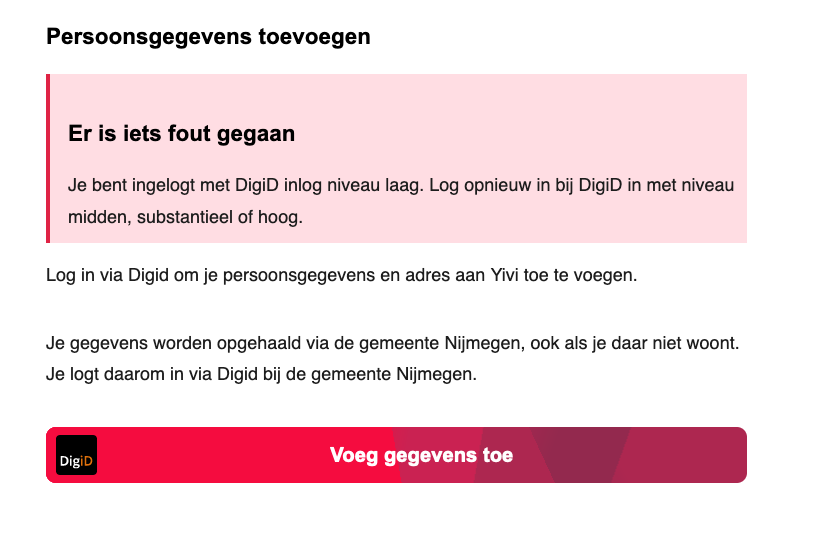 Persoonsgegevens toevoegen
Er is iets fout gegaan
Je bent ingelogt met DigiD inlog niveau laag. Log opnieuw in bij DigiD in met niveau
midden, substantieel of hoog.
Log in via Digid om je persoonsgegevens en adres aan Yivi toe te voegen.
Je gegevens worden opgehaald via de gemeente Nijmegen, ook als je daar niet woont.
Je logt daarom in via Digid bij de gemeente Nijmegen.
DigiD Voeg gegevens toe